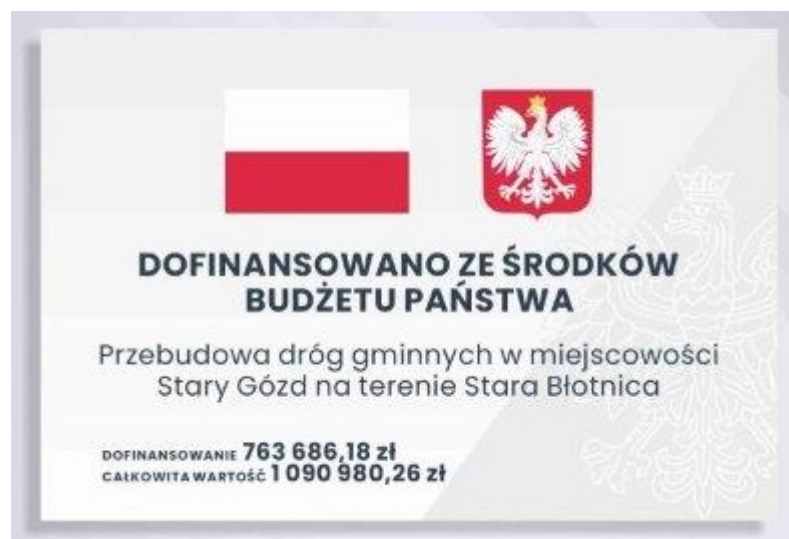 DOFINANSOWANO ZE ŚRODKÓW
BUDŻETU PAŃSTWA
Przebudowa dróg gminnych w miejscowości
Stary Gózd na terenie Stara Błotnica
DOFINANSOWANIE 763 686,18 zł
CAŁKOWITA WARTOŚĆ 1 090 980,26 zł